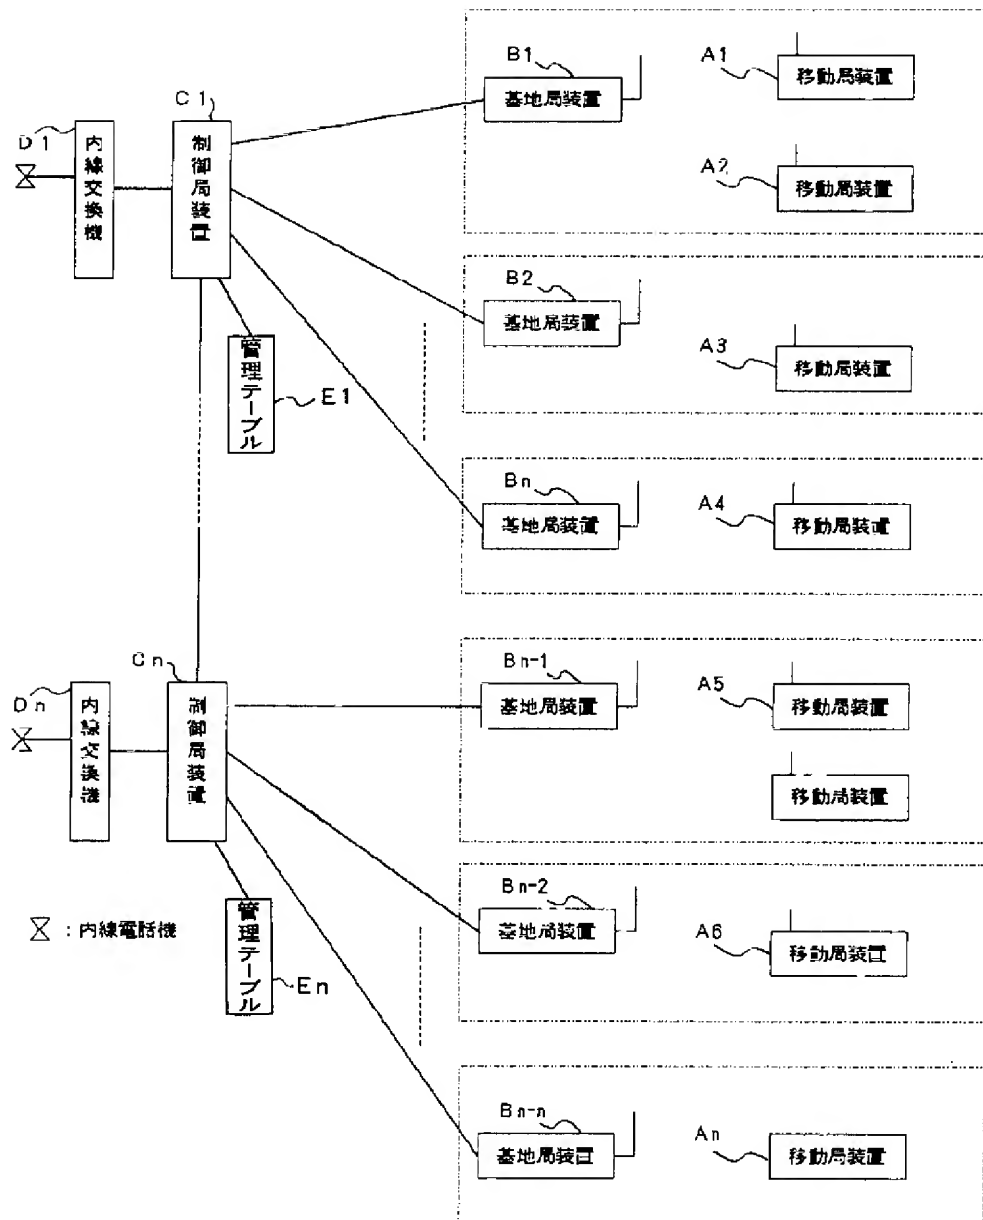 B1
基地局装置
A1
移動局装置
A2
移動局装置
C1
制御局装置
D1
内線交換機
B2
基地局装置
A3
移動局装置
管理テーブル
E1
Bn
基地局装置
A4
移動局装置
Cn
制御局装置
Dn
内線交換機
Bn-1
基地局装置
A5
移動局装置
移動局装置
Bn-2
基地局装置
A6
移動局装置
管理テーブル
En
:内線電話機
Bn-n
基地局装置
An
移動局装置